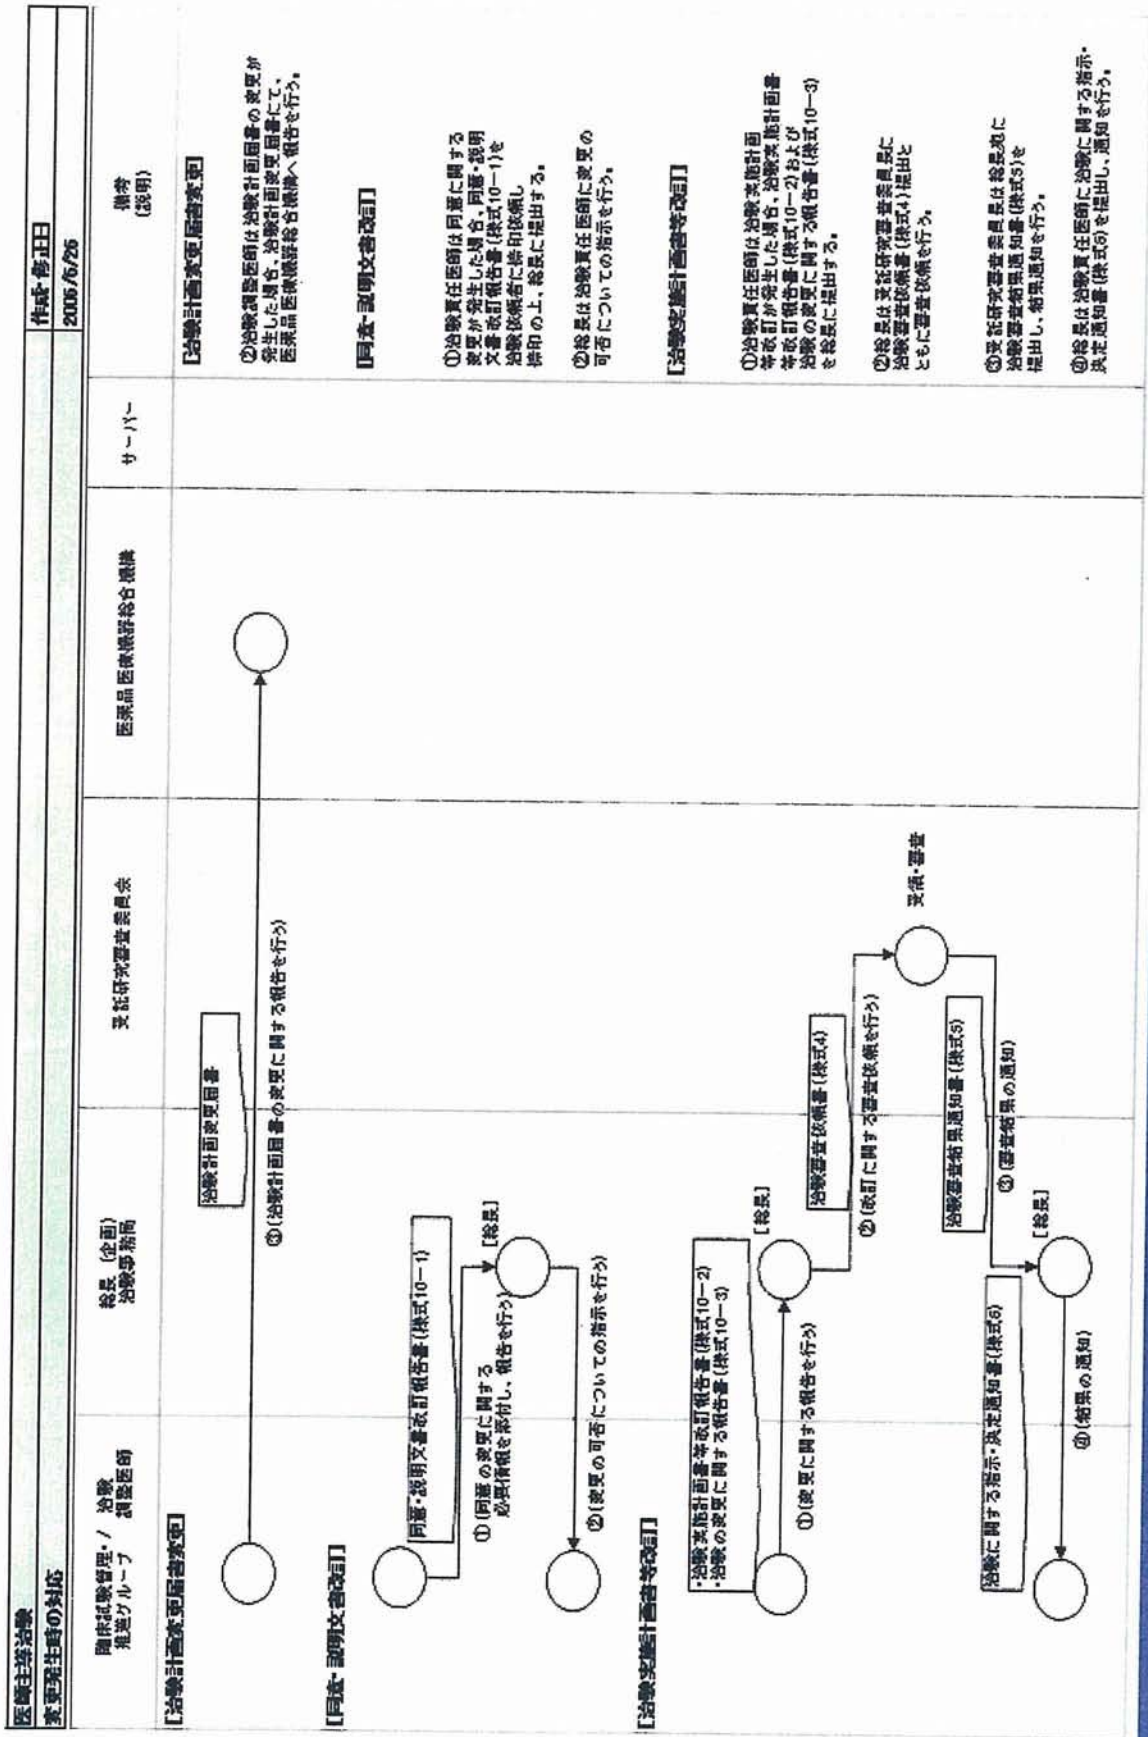 医師主導治験
変更発生時の対応
作成・修正日
2006/6/26
臨床試験管理・/ 治験
推進グループ 調整医師
総長 (企画)
治験事務局
受託研究審査委員会
医薬品医療機器総合機構
サーバー
備考
(説明)
[治験計画変更届書変更]
治験計画変更届書
③(治験計画届書の変更に関する報告を行う)
[同意・説明文書改訂]
同意・説明文書改訂報告書(様式10-1)
①(同意の変更に関する
必要情報を添付し、報告を行う)
[総長]
②(変更の可否についての指示を行う)
[治験実施計画書等改訂]
・治験実施計画書等改訂報告書(様式10-2)
・治験の変更に関する報告書(様式10-3)
①(変更に関する報告を行う)
[総長]
治験審査依頼書(様式4)
②(改訂に関する審査依頼を行う)
受領・審査
治験審査結果通知書(様式5)
③(審査結果の通知)
[総長]
治験に関する指示・決定通知書(様式6)
④(結果の通知)
[治験計画変更届書変更]
②治験調整医師は治験計画届書の変更が
発生した場合、治験計画変更届書にて、
医薬品医療機器総合機構へ報告を行う。
[同意・説明文書改訂]
①治験責任医師は同意に関する
変更が発生した場合、同意・説明
文書改訂報告書(様式10-1)を
治験依頼者に捺印依頼し
捺印の上、総長に提出する。
②総長は治験責任医師に変更の
可否についての指示を行う。
[治験実施計画書等改訂]
①治験責任医師は治験実施計画
等改訂が発生した場合、治験実施計画書
等改訂報告書(様式10-2)および
治験の変更に関する報告書(様式10-3)
を総長に提出する。
②総長は受託研究審査委員長に
治験審査依頼書(様式4)提出と
ともに審査依頼を行う。
③受託研究審査委員長は総長宛に
治験審査結果通知書(様式5)を
提出し、結果通知を行う。
④総長は治験責任医師に治験に関する指示・
決定通知書(様式6)を提出し、通知を行う。